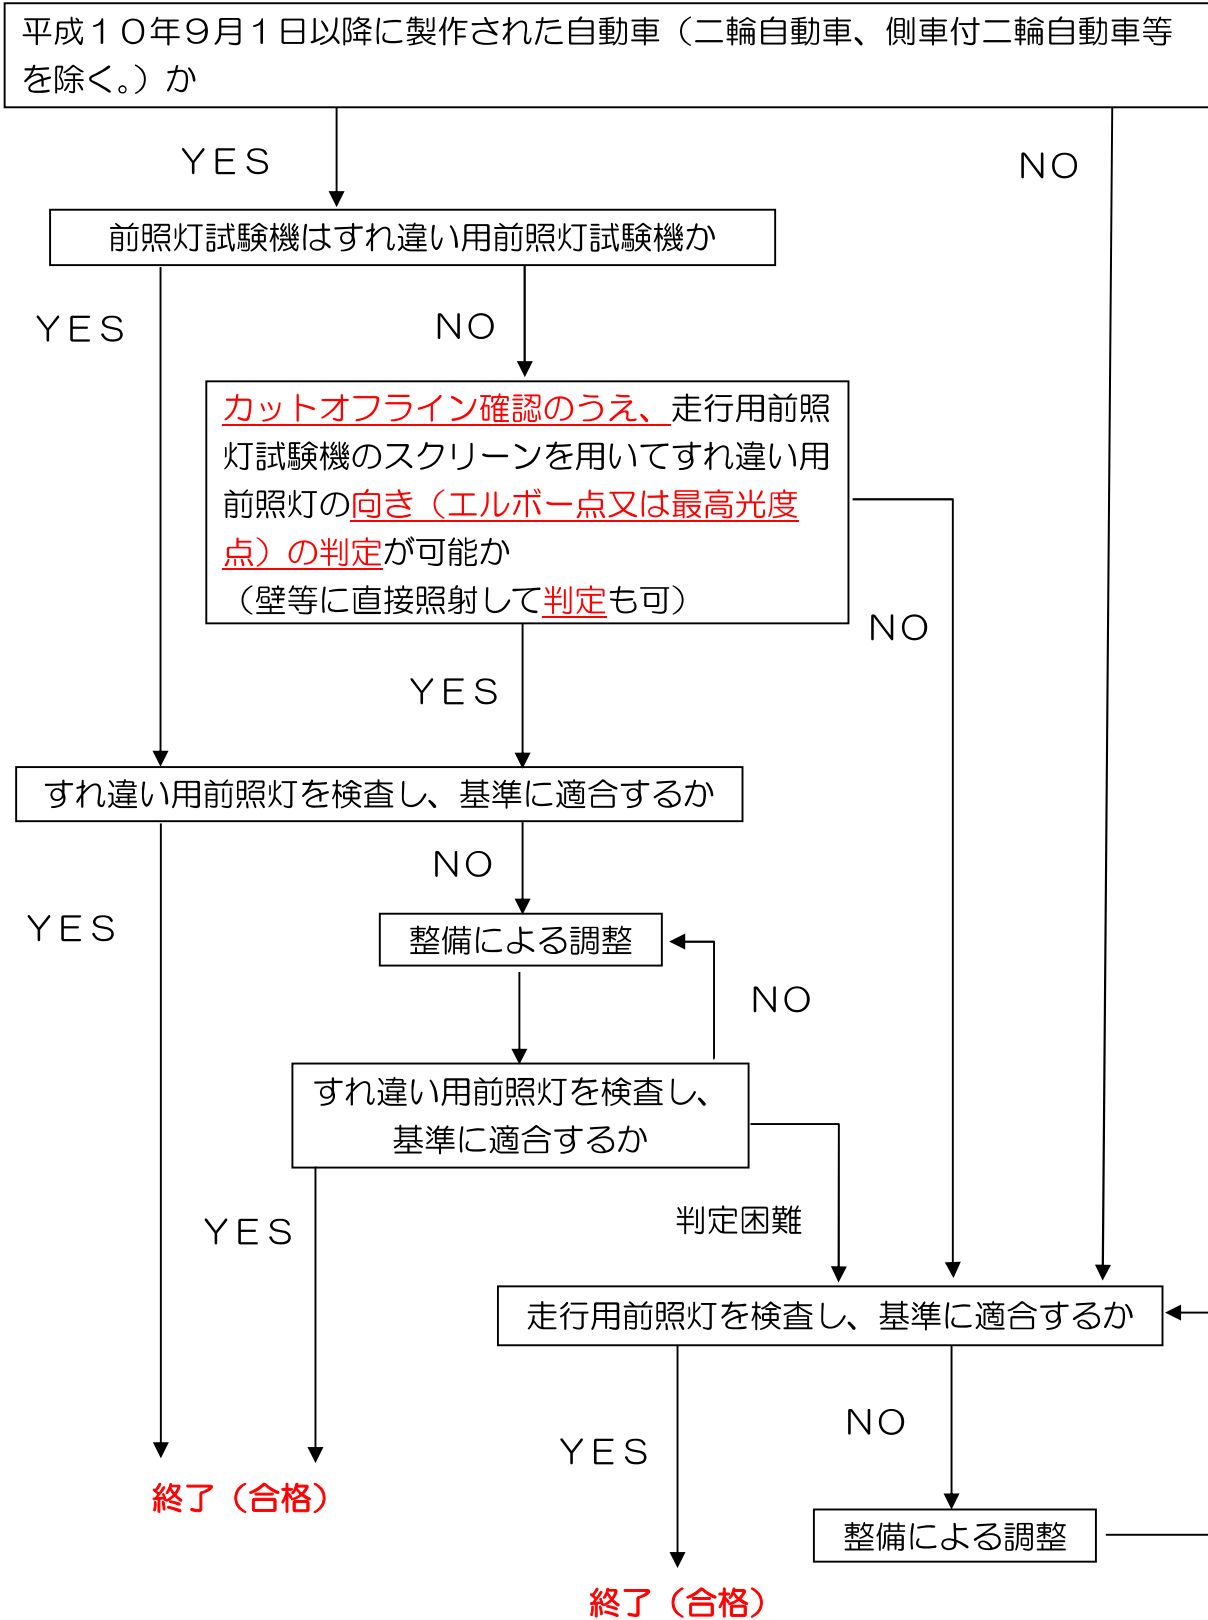 平成１０年９月１日以降に製作された自動車（二輪自動車、側車付二輪自動車等
を除く。）か
ＹＥＳ
ＮＯ
前照灯試験機はすれ違い用前照灯試験機か
ＹＥＳ
ＮＯ
カットオフライン確認のうえ、走行用前照
灯試験機のスクリーンを用いてすれ違い用
前照灯の向き（エルボー点又は最高光度
点）の判定が可能か
（壁等に直接照射して判定も可）
ＮＯ
ＹＥＳ
すれ違い用前照灯を検査し、基準に適合するか
ＮＯ
ＹＥＳ
整備による調整
ＮＯ
すれ違い用前照灯を検査し、
基準に適合するか
ＹＥＳ
判定困難
走行用前照灯を検査し、基準に適合するか
ＮＯ
ＹＥＳ
終了（合格）
整備による調整
終了（合格）